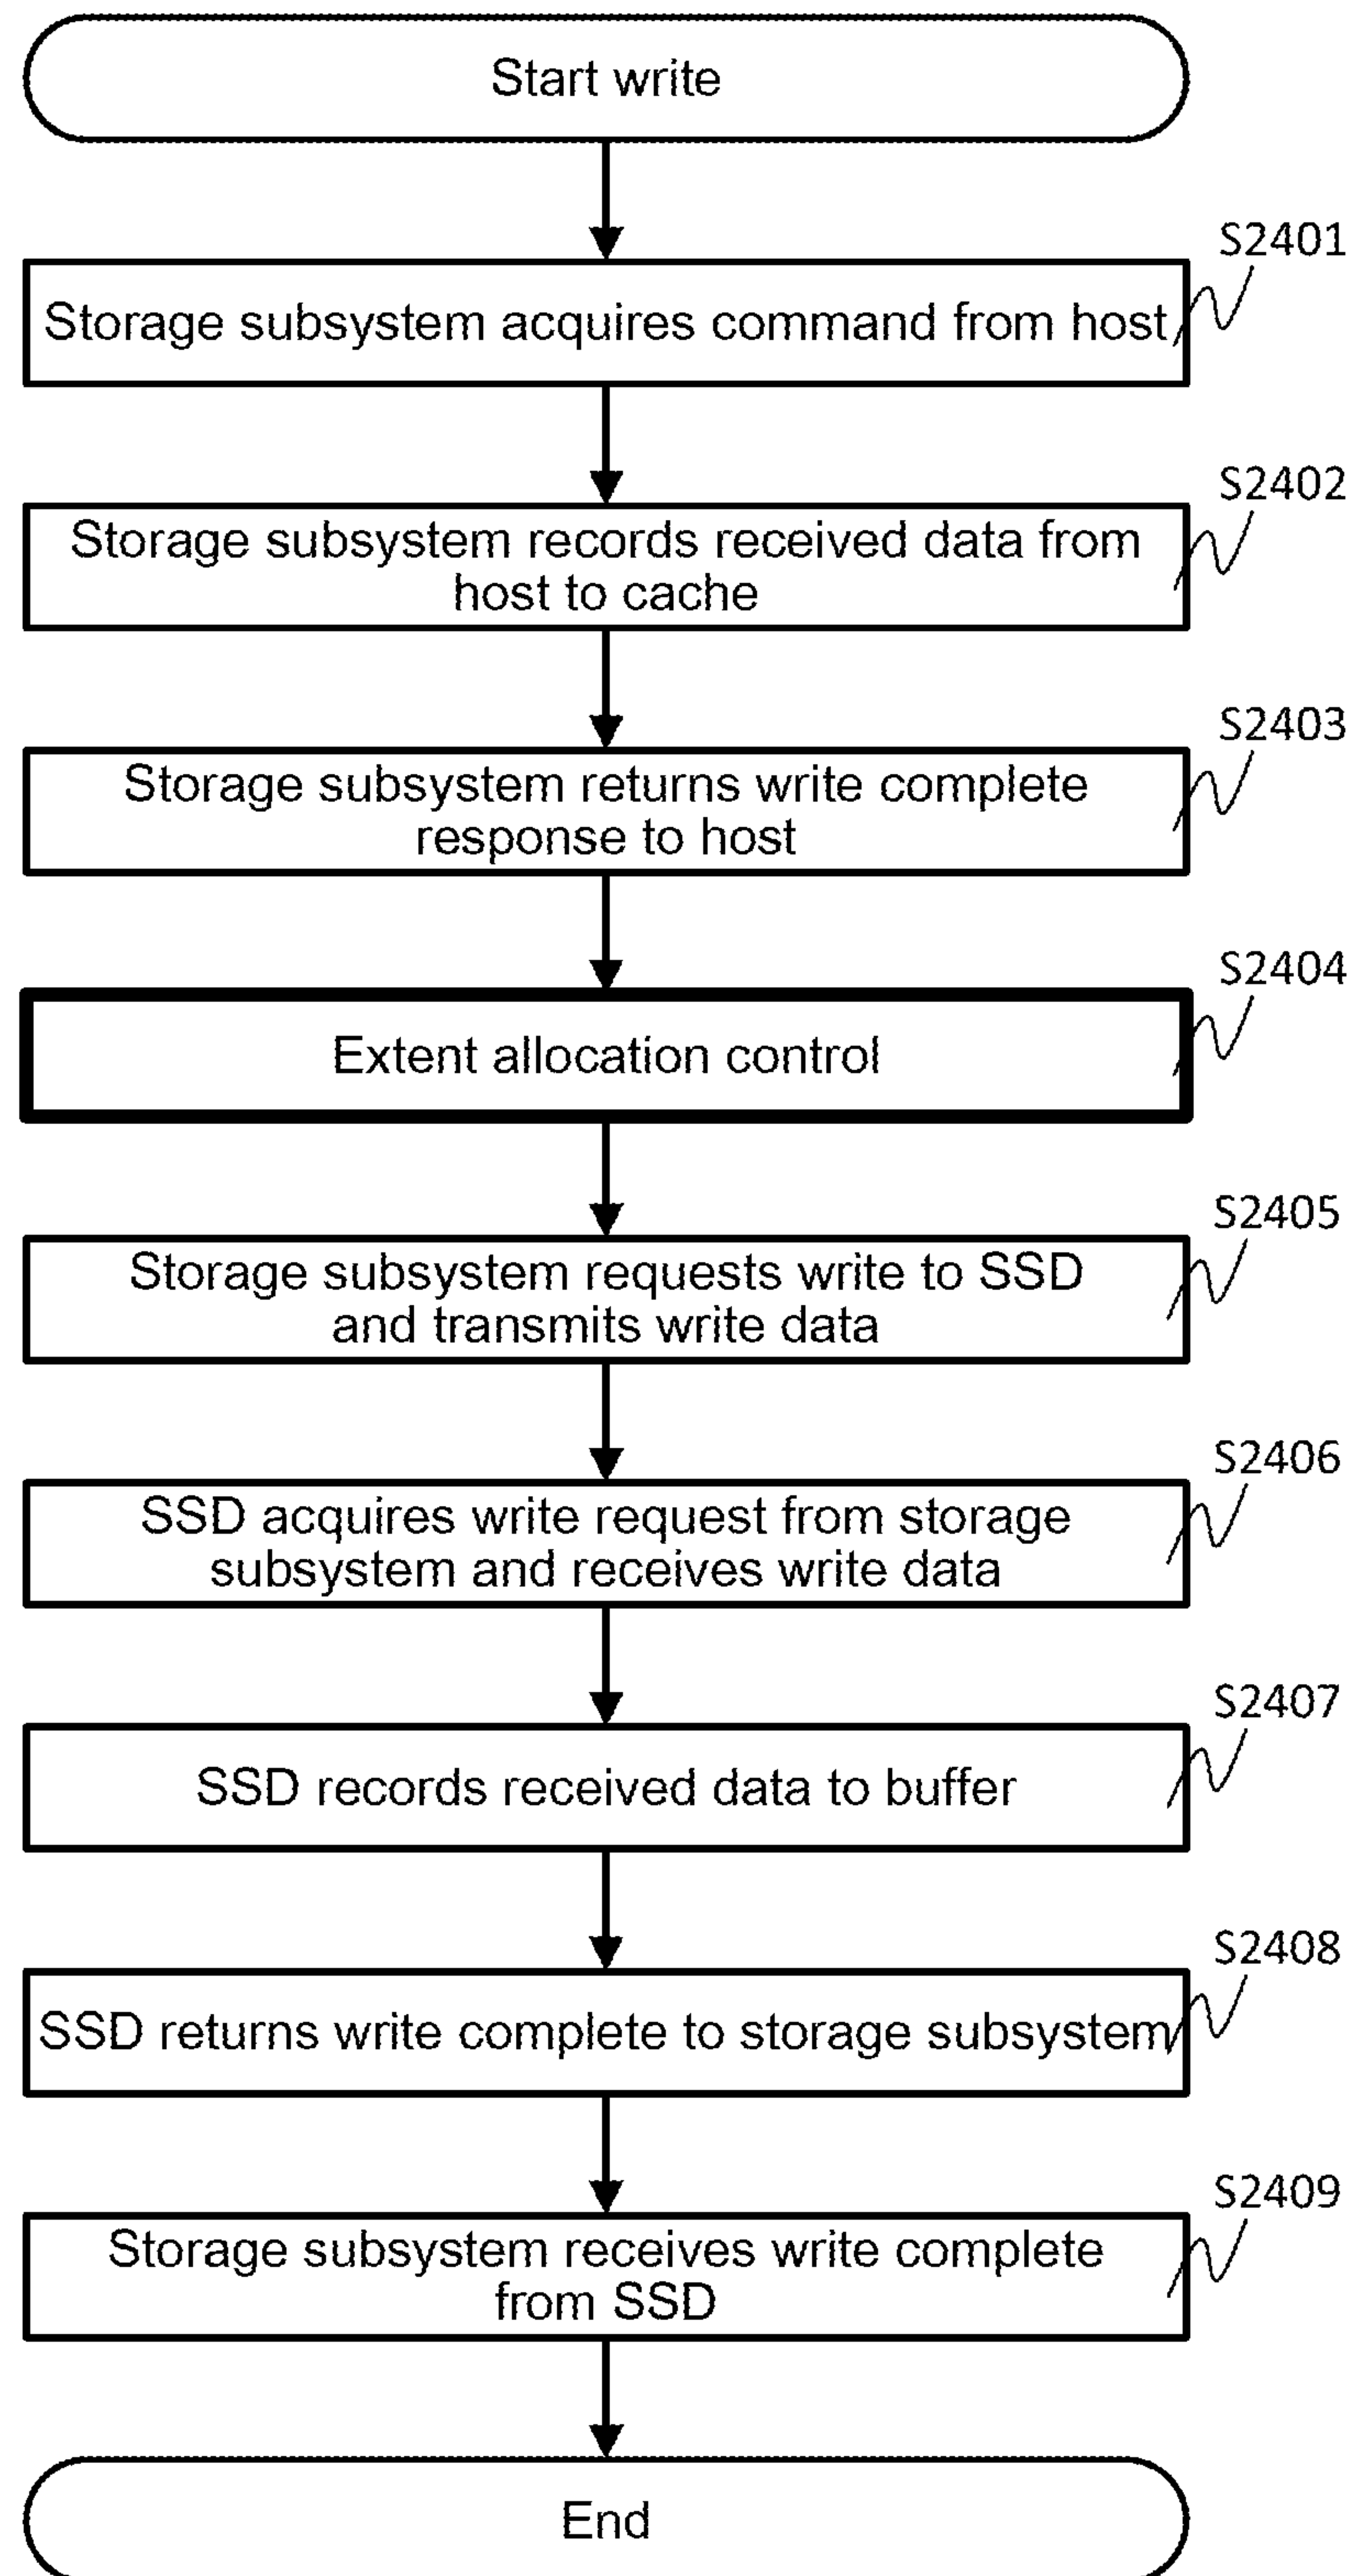 Start write
S2401
Storage subsystem acquires command from host
S2402
Storage subsystem records received data from
host to cache
S2403
Storage subsystem returns write complete
response to host
S2404
Extent allocation control
S2405
Storage subsystem requests write to SSD
and transmits write data
S2406
SSD acquires write request from storage
subsystem and receives write data
S2407
SSD records received data to buffer
S2408
SSD returns write complete to storage subsystem
S2409
Storage subsystem receives write complete
from SSD
End